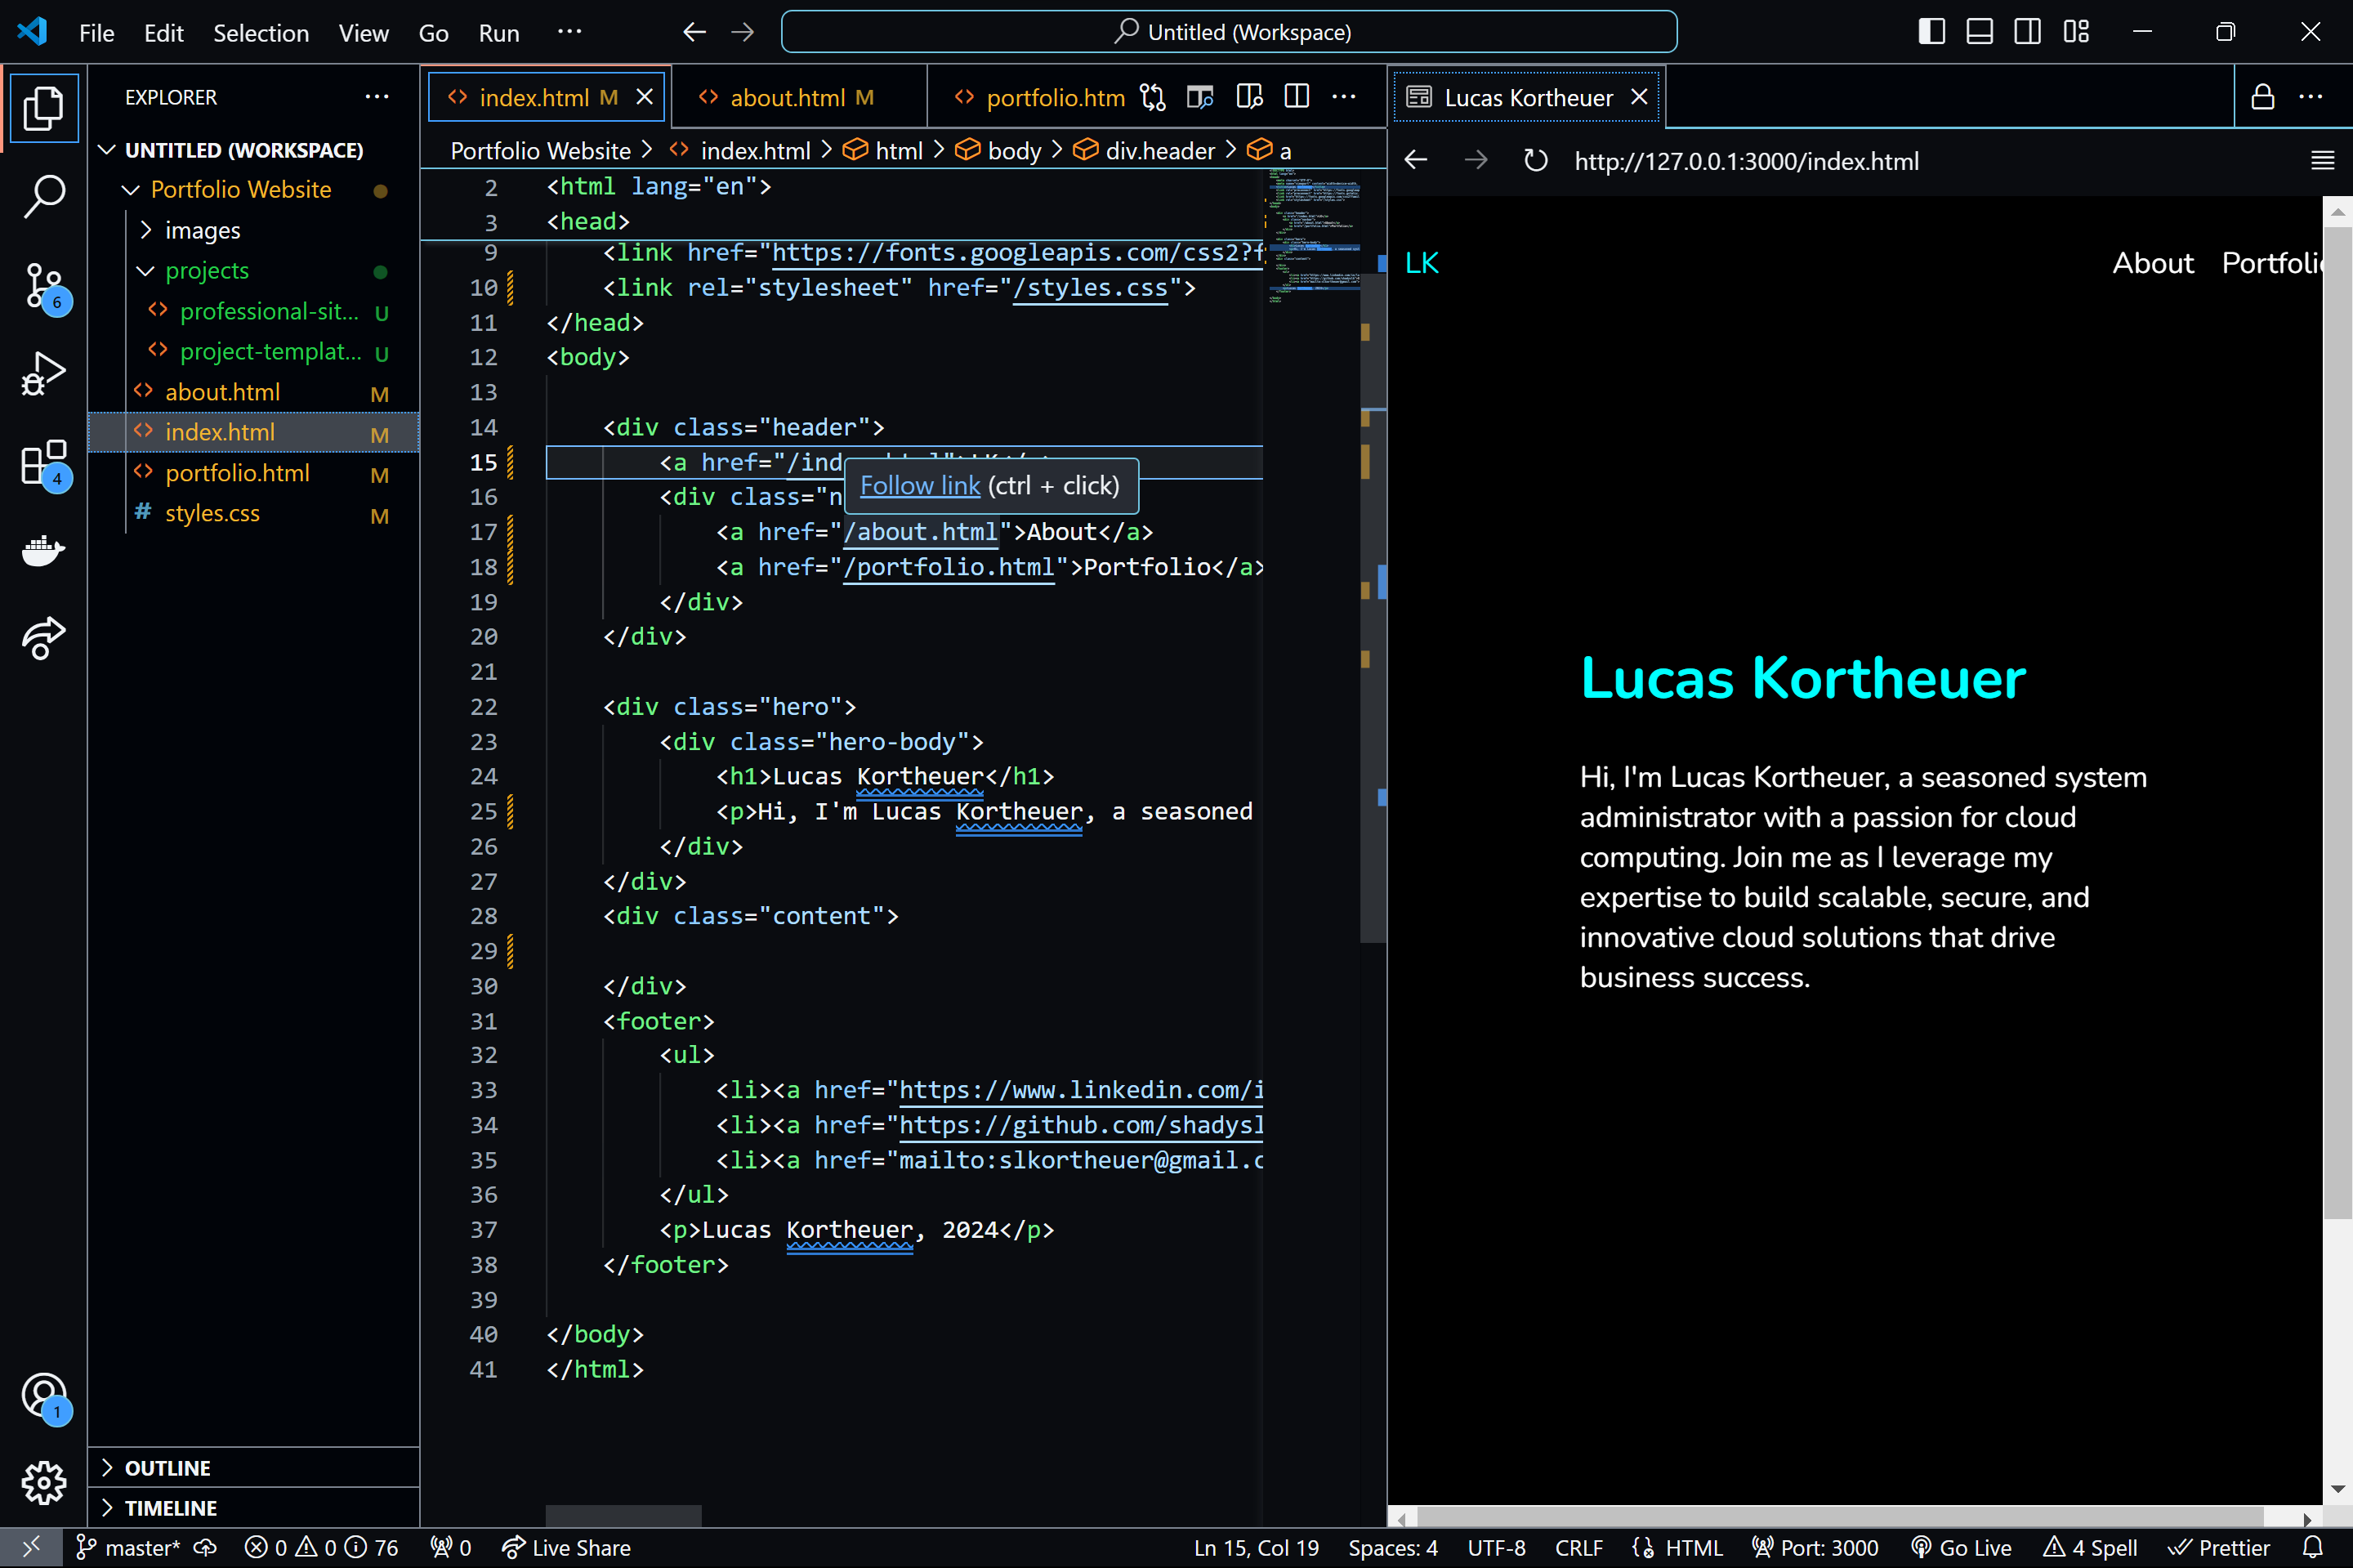 File Edit Selection View Go Run ··· Untitled (Workspace)
EXPLORER ···
UNTITLED (WORKSPACE)
Portfolio Website
images
projects
professional-sit... U
project-templat... U
about.html M
index.html M
portfolio.html M
# styles.css M
OUTLINE
TIMELINE
6
4
1
index.html M
about.html M
portfolio.htm
Portfolio Website > index.html > html > body > div.header > a
2 <html lang="en">
3 <head>
9 <link href="https://fonts.googleapis.com/css2?f
10 <link rel="stylesheet" href="/styles.css">
11 </head>
12 <body>
13
14 <div class="header">
15 <a href="/ind
Follow link (ctrl + click)
16 <div class="n
17 <a href="/about.html">About</a>
18 <a href="/portfolio.html">Portfolio</a>
19 </div>
20 </div>
21
22 <div class="hero">
23 <div class="hero-body">
24 <h1>Lucas Kortheuer</h1>
25 <p>Hi, I'm Lucas Kortheuer, a seasoned
26 </div>
27 </div>
28 <div class="content">
29
30 </div>
31 <footer>
32 <ul>
33 <li><a href="https://www.linkedin.com/i
34 <li><a href="https://github.com/shadysl
35 <li><a href="mailto:slkortheuer@gmail.c
36 </ul>
37 <p>Lucas Kortheuer, 2024</p>
38 </footer>
39
40 </body>
41 </html>
Lucas Kortheuer
http://127.0.0.1:3000/index.html
LK About Portfoli
Lucas Kortheuer
Hi, I'm Lucas Kortheuer, a seasoned system
administrator with a passion for cloud
computing. Join me as I leverage my
expertise to build scalable, secure, and
innovative cloud solutions that drive
business success.
master* 0 0 76 0 Live Share Ln 15, Col 19 Spaces: 4 UTF-8 CRLF HTML Port: 3000 Go Live 4 Spell Prettier